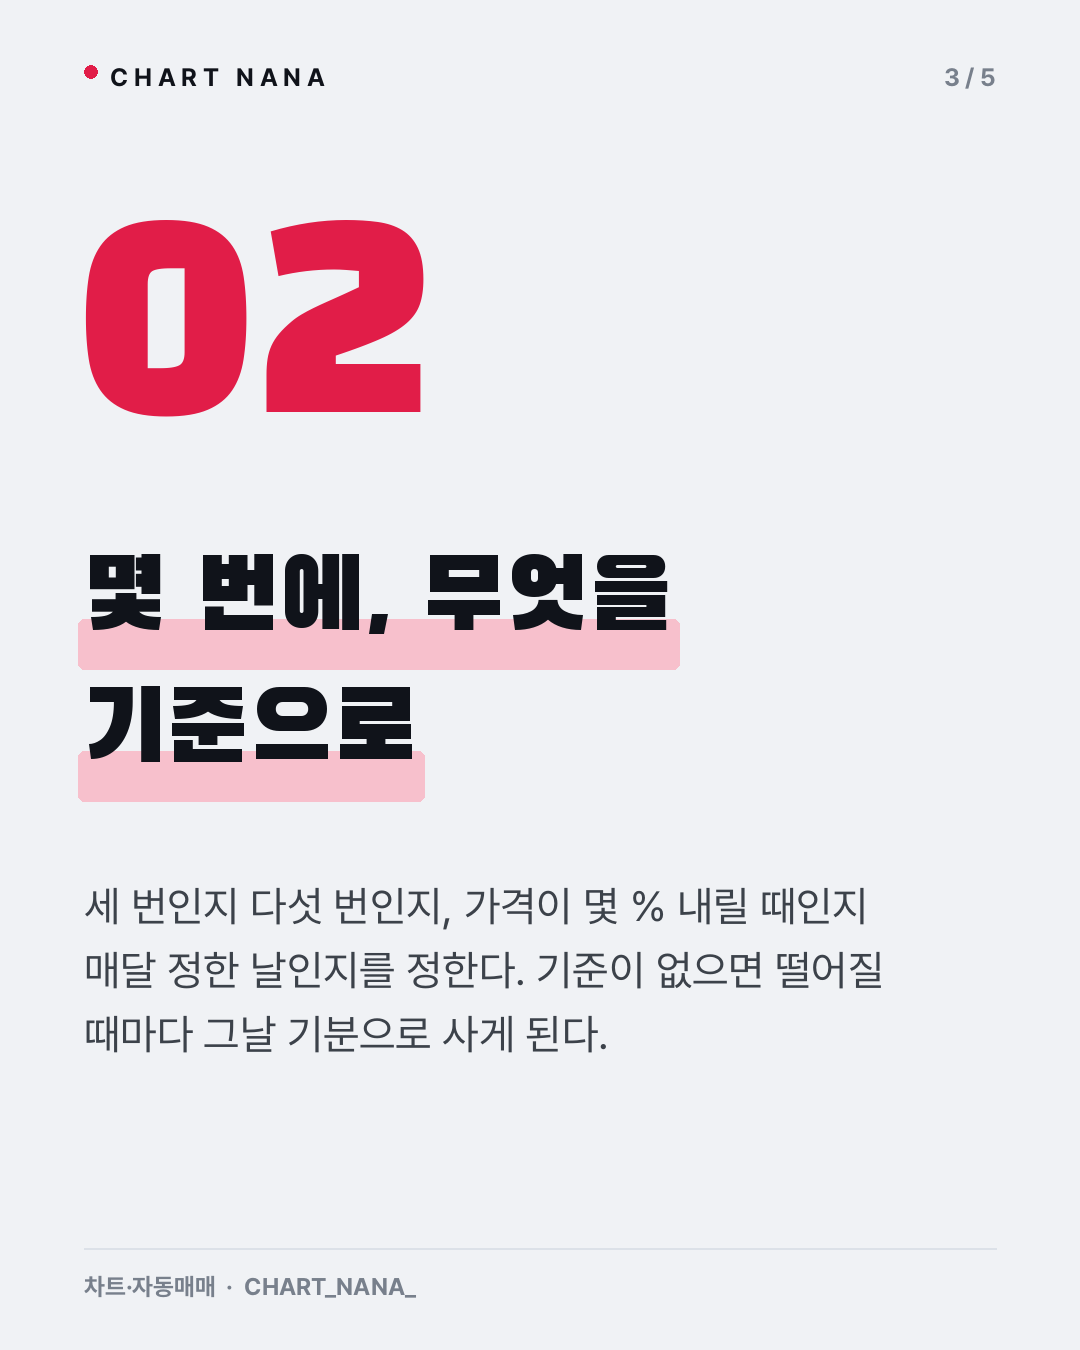 CHART NANA
3/5
02
몇 번에, 무엇을
기준으로
세 번인지 다섯 번인지, 가격이 몇 % 내릴 때인지
매달 정한 날인지를 정한다. 기준이 없으면 떨어질
때마다 그날 기분으로 사게 된다.
차트·자동매매 · CHART_NANA_